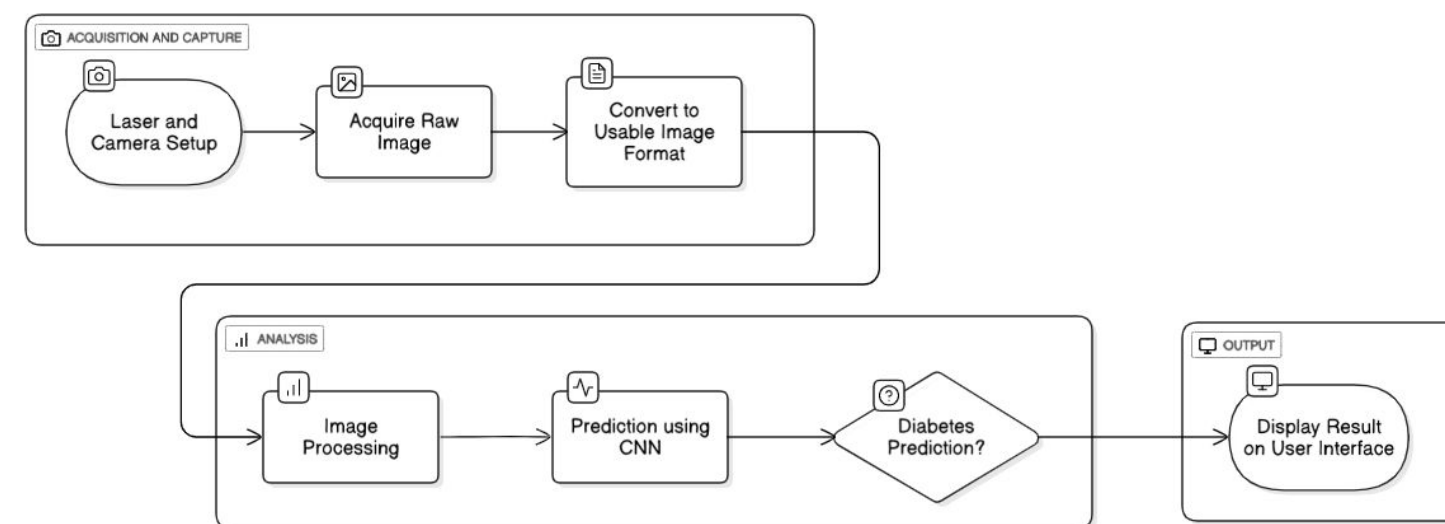 ACQUISITION AND CAPTURE
Laser and
Camera Setup
Acquire Raw
Image
Convert to
Usable Image
Format
ANALYSIS
Image
Processing
Prediction using
CNN
Diabetes
Prediction?
OUTPUT
Display Result
on User Interface